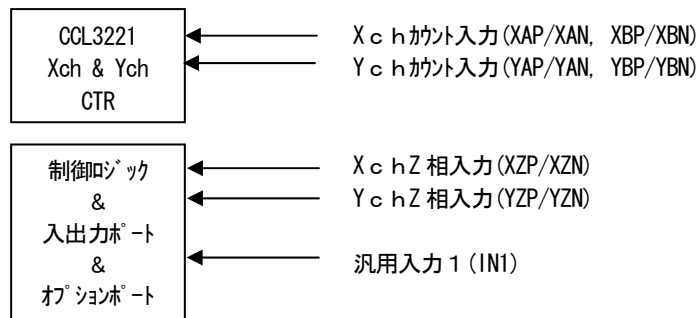 CCL3221
Xch & Ych
CTR
Xｃｈｶｳﾝﾄ入力(XAP/XAN, XBP/XBN)
Yｃｈｶｳﾝﾄ入力(YAP/YAN, YBP/YBN)
制御ﾛｼﾞｯｸ
&
入出力ﾎﾟｰﾄ
&
ｵﾌﾟｼｮﾝﾎﾟｰﾄ
XｃｈZ相入力(XZP/XZN)
YｃｈZ相入力(YZP/YZN)
汎用入力１(IN1)